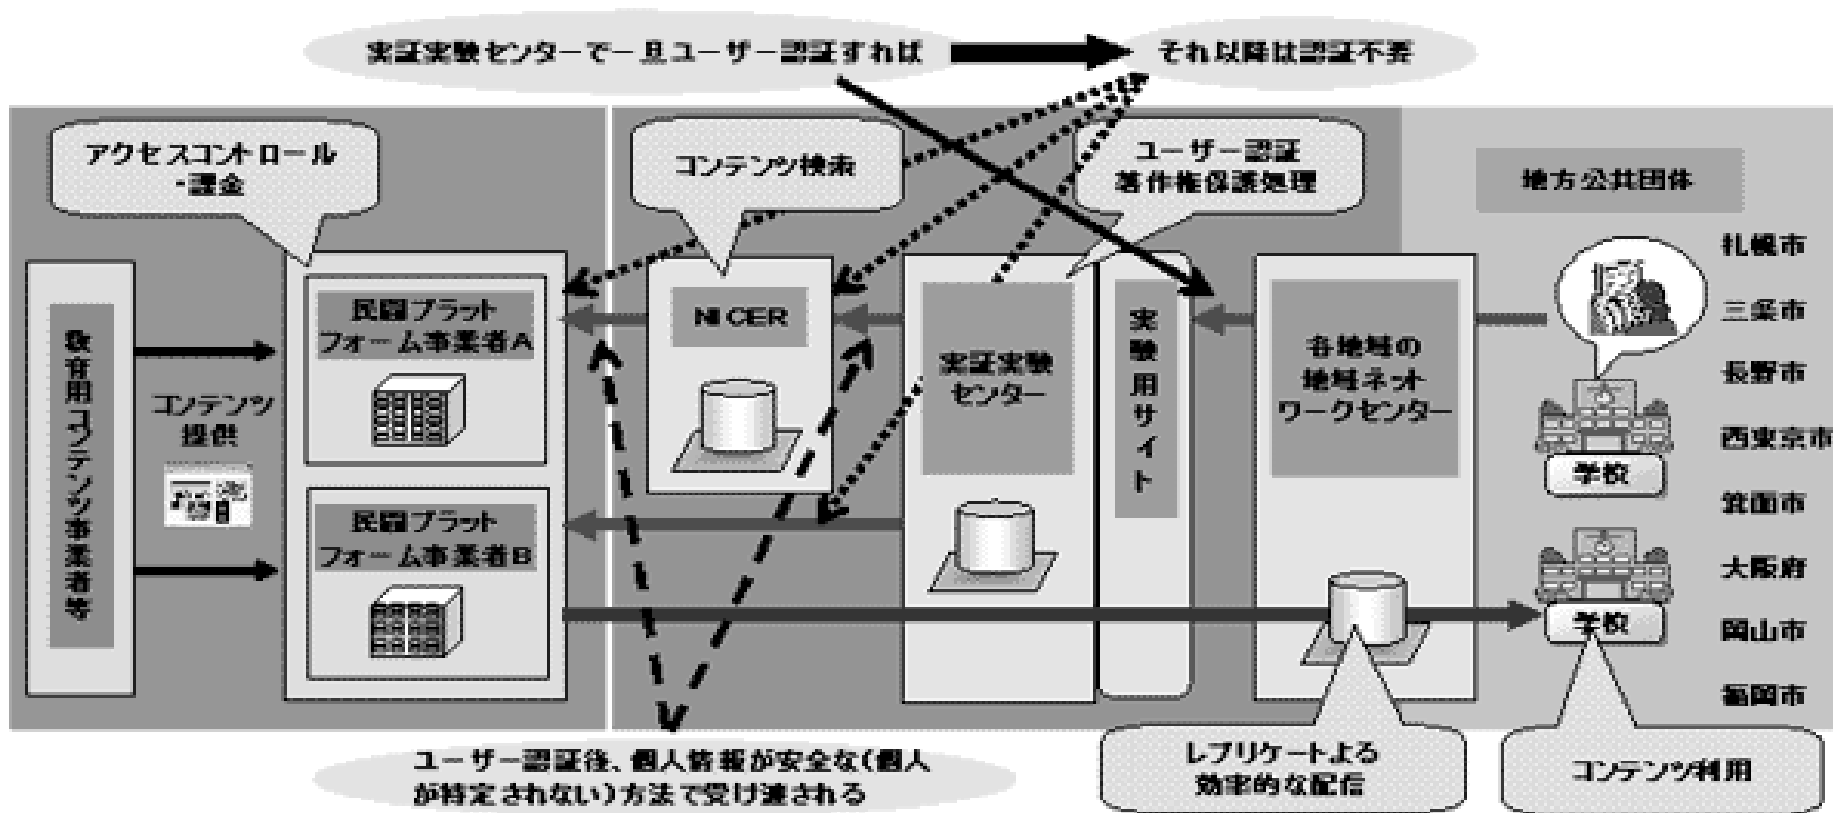 実証実験センターで一旦ユーザー認証すれば
それ以降は認証不要
アクセスコントロール
・課金
コンテンツ検索
ユーザー認証
著作権保護処理
地方公共団体
教育用コンテンツ事業者等
コンテンツ
提供
民間プラット
フォーム事業者A
民間プラット
フォーム事業者B
NICER
実証実験
センター
実験用サイト
各地域の
地域ネット
ワークセンター
学校
学校
札幌市
三条市
長野市
西東京市
箕面市
大阪府
岡山市
福岡市
ユーザー認証後、個人情報が安全な(個人
が特定されない)方法で受け渡される
レプリケートよる
効率的な配信
コンテンツ利用